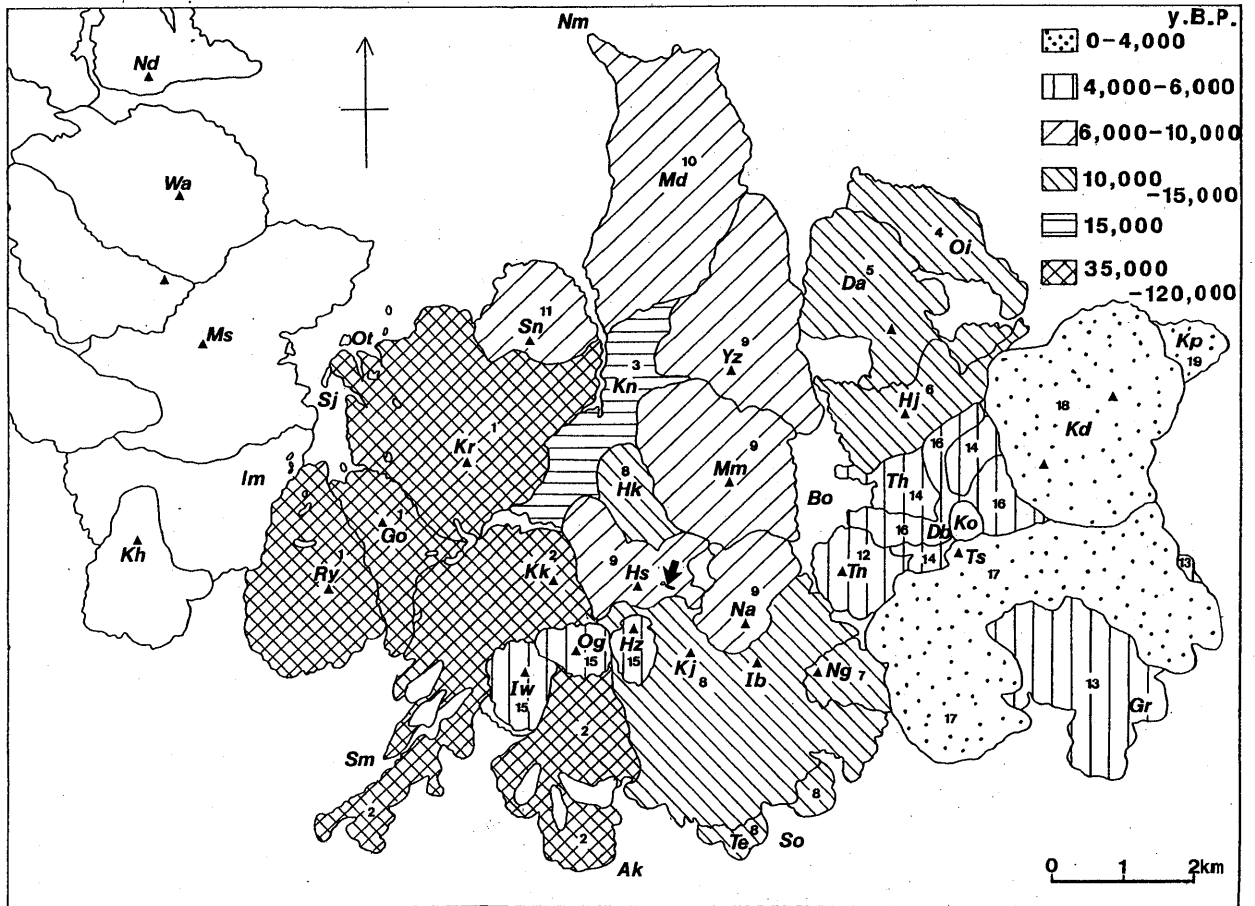 Nm
y.B.P.
0-4,000
4,000-6,000
6,000-10,000
10,000
-15,000
15,000
35,000
-120,000
Nd
Wa
Ms
Kh
Im
10
Md
4
Oi
5
Da
11
Sn
Ot
Sj
3
Kn
9
Yz
Kp
19
6
Hj
18
Kd
1
Kr
9
Mm
8
Hk
Bo
16
14
Th
14
16
16
Db
Ko
Ts
14
12
Tn
1
Go
1
Ry
2
Kk
9
Hs
9
Na
17
13
Og
15
Hz
15
Iw
15
Kj
8
Ib
Ng
7
13
Gr
17
2
Sm
2
2
Ak
8
Te
8
So
0 1 2km